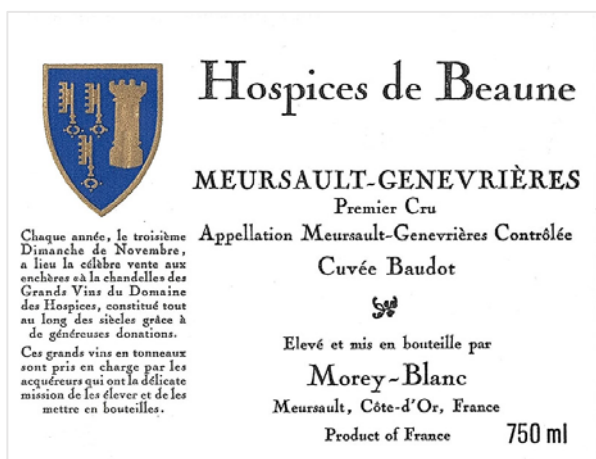 Hospices de Beaune
MEURSAULT-GENEVRIÈRES
Premier Cru
Appellation Meursault-Genevrières Contrôlée
Cuvée Baudot
Elevé et mis en bouteille par
Morey-Blanc
Meursault, Côte-d'Or, France
Product of France
750 ml
Chaque année, le troisième
Dimanche de Novembre,
a lieu la célèbre vente aux
enchères «à la chandelle» des
Grands Vins du Domaine
des Hospices, constitué tout
au long des siècles grâce à
de généreuses donations.
Ces grands vins en tonneaux
sont pris en charge par les
acquéreurs qui ont la délicate
mission de les élever et de les
mettre en bouteilles.